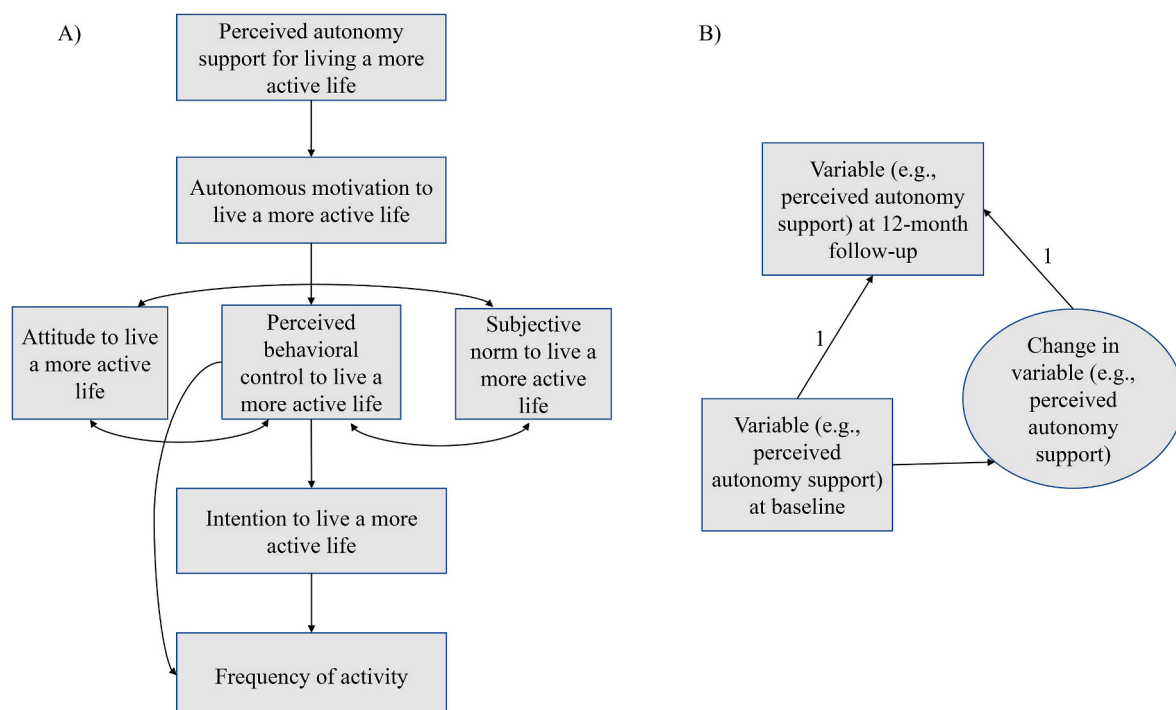 A)
Perceived autonomy
support for living a more
active life
Autonomous motivation to
live a more active life
Attitude to live
a more active
life
Perceived
behavioral
control to live a
more active life
Subjective
norm to live a
more active
life
Intention to live a more
active life
Frequency of activity
B)
Variable (e.g.,
perceived autonomy
support) at 12-month
follow-up
1
1
Change in
variable (e.g.,
perceived
autonomy
support)
Variable (e.g.,
perceived
autonomy support)
at baseline